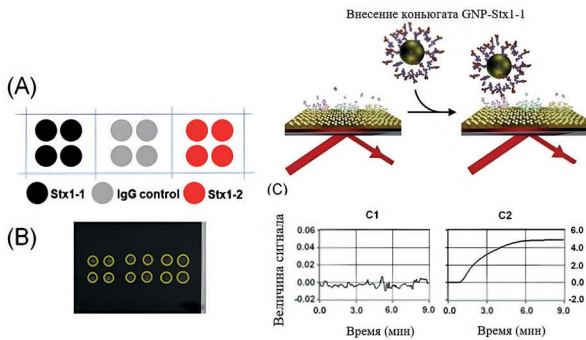 Внесение коньюгата GNP-Stx1-1
(A)
Stx1-1 IgG control Stx1-2
(B)
(C)
C1 C2
Величина сигнала
0.06
0.04
0.02
0.00
-0.02
6.0
4.0
2.0
0.0
0.0 3.0 6.0 9.0
0.0 3.0 6.0 9.0
Время (мин) Время (мин)